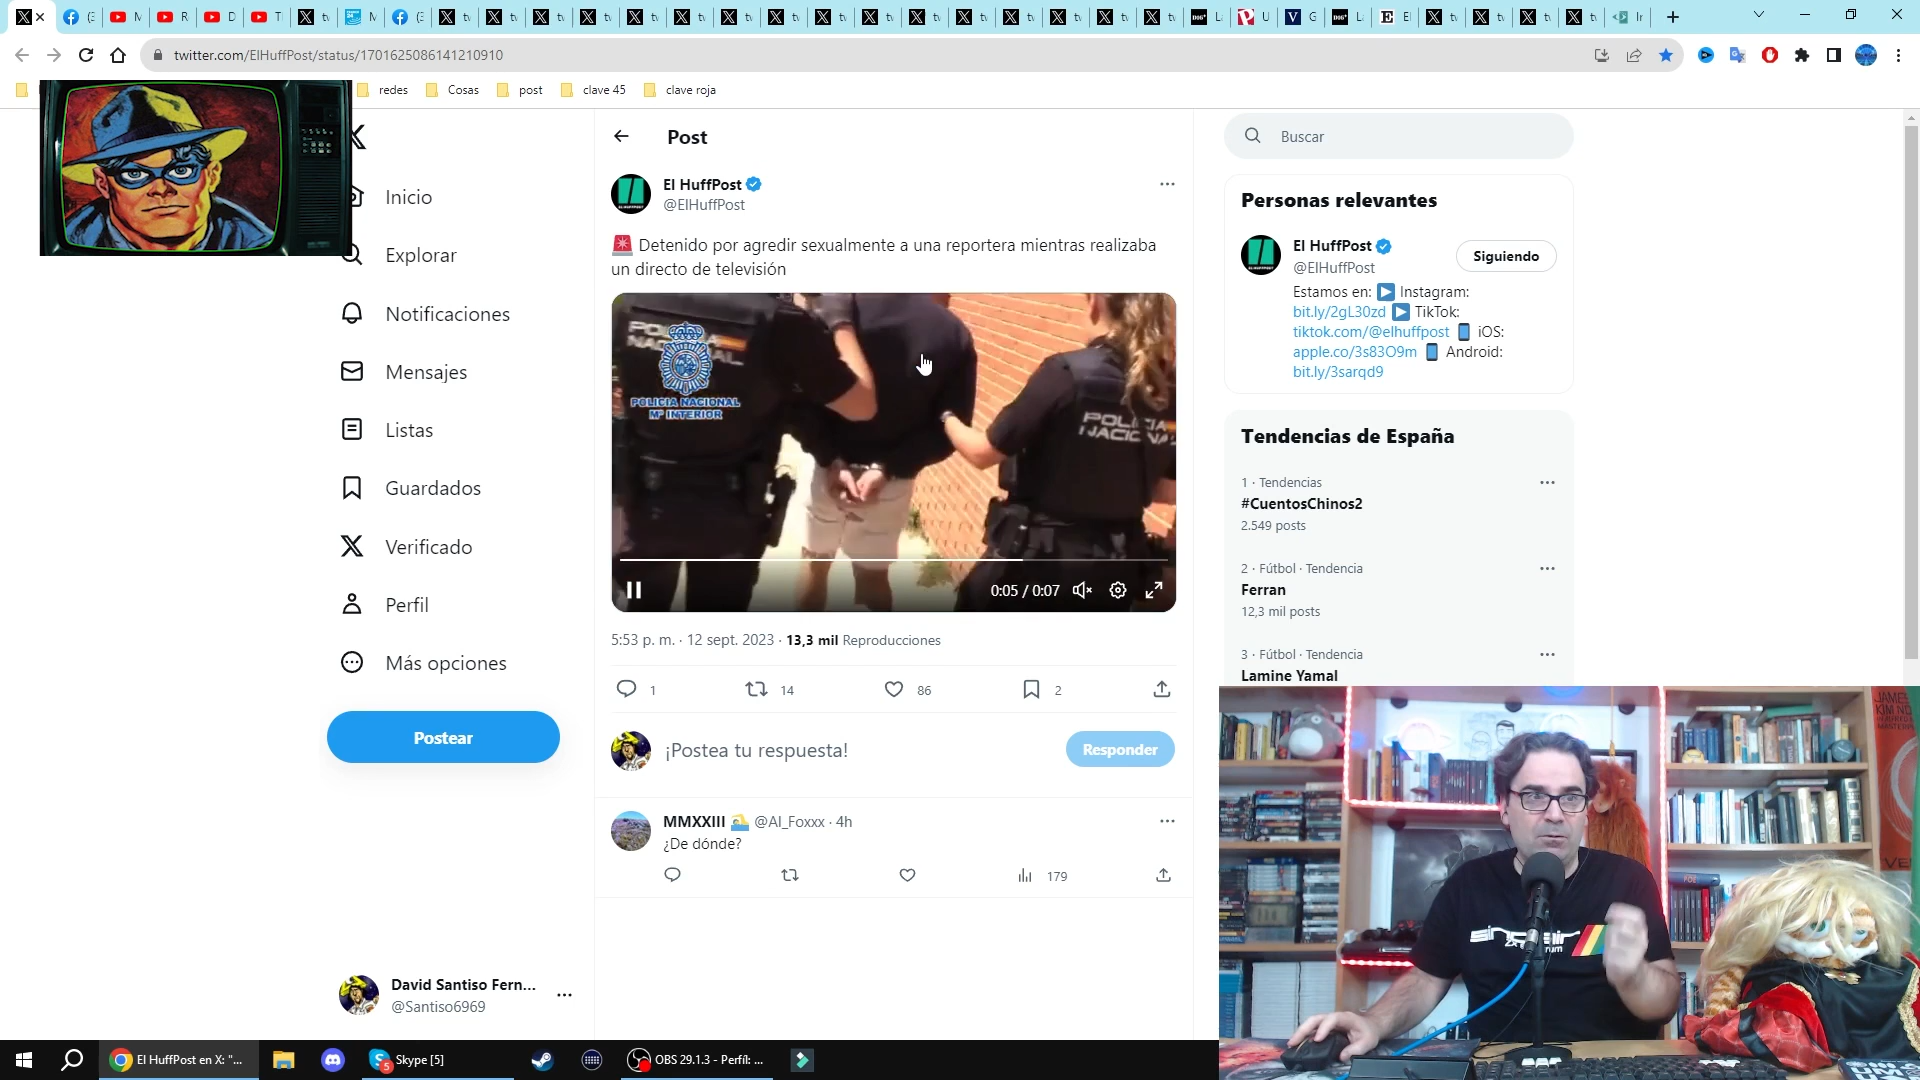 twitter.com/ElHuffPost/status/1701625086141210910
redes
Cosas
post
clave 45
clave roja
Inicio
Explorar
Notificaciones
Mensajes
Listas
Guardados
Verificado
Perfil
Más opciones
Postear
David Santiso Fern...
@Santiso6969
Post
El HuffPost
@ElHuffPost
🚨 Detenido por agredir sexualmente a una reportera mientras realizaba
un directo de televisión
POLICIA NACIONAL
Mº INTERIOR
0:05 / 0:07
5:53 p. m. · 12 sept. 2023 · 13,3 mil Reproducciones
1
14
86
2
¡Postea tu respuesta!
Responder
MMXXIII @Al_Foxxx · 4h
¿De dónde?
179
Buscar
Personas relevantes
El HuffPost
@ElHuffPost
Siguiendo
Estamos en: ▶️ Instagram:
bit.ly/2gL30zd ▶️ TikTok:
tiktok.com/@elhuffpost 📱 iOS:
apple.co/3s83O9m 📱 Android:
bit.ly/3sarqd9
Tendencias de España
1 · Tendencias
#CuentosChinos2
2.549 posts
2 · Fútbol · Tendencia
Ferran
12,3 mil posts
3 · Fútbol · Tendencia
Lamine Yamal
sinclair
El HuffPost en X: "...
Skype [5]
OBS 29.1.3 - Perfil: ...